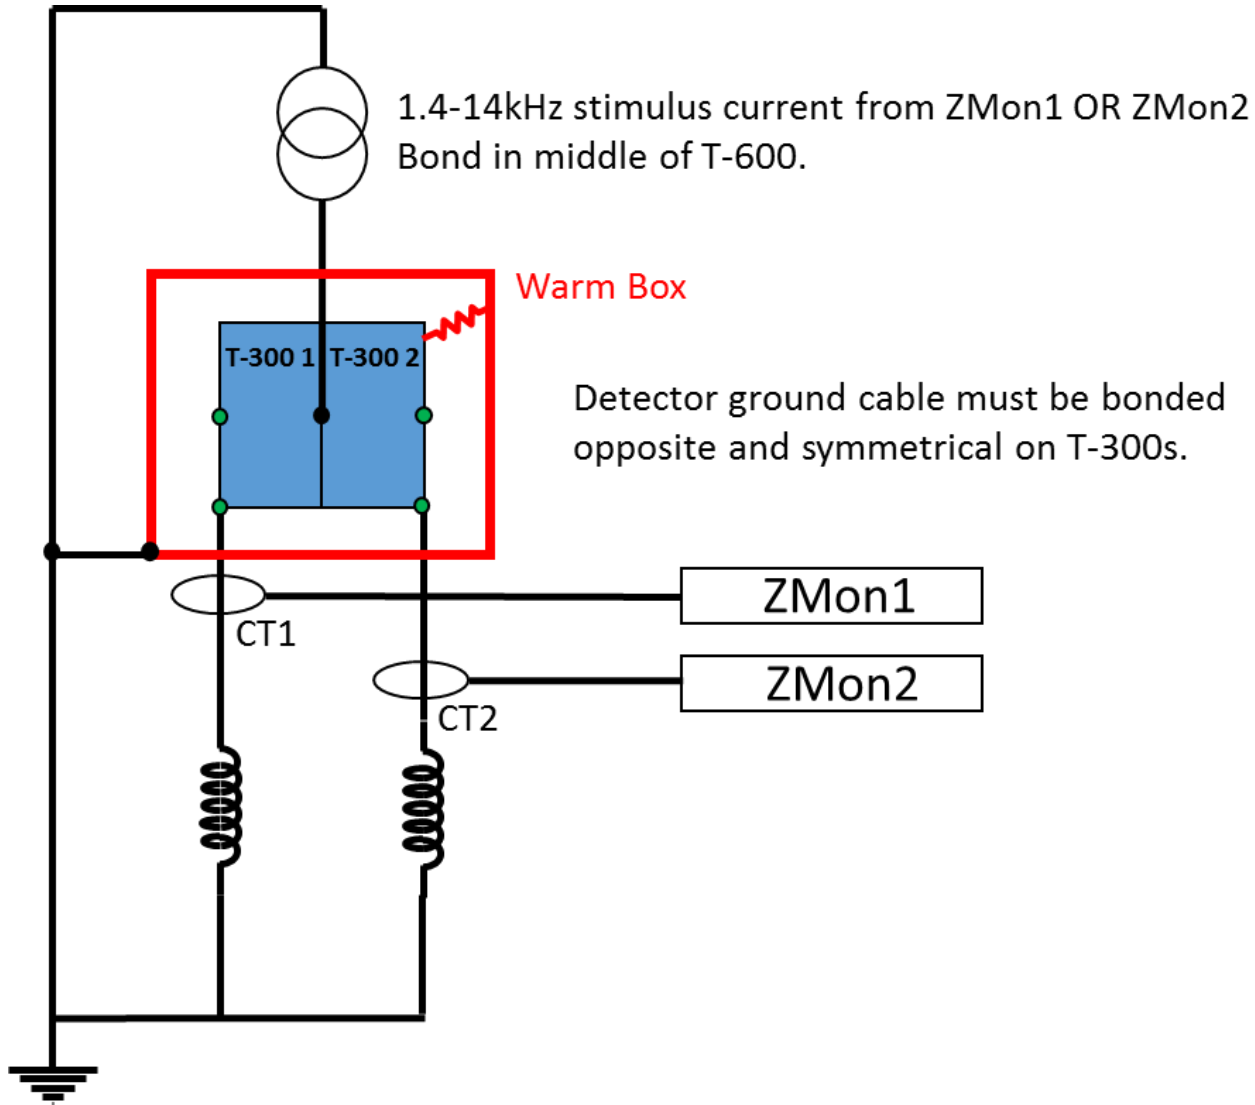 1.4-14kHz stimulus current from ZMon1 OR ZMon2
Bond in middle of T-600.
Warm Box
T-300 1 T-300 2
Detector ground cable must be bonded
opposite and symmetrical on T-300s.
ZMon1
CT1
ZMon2
CT2